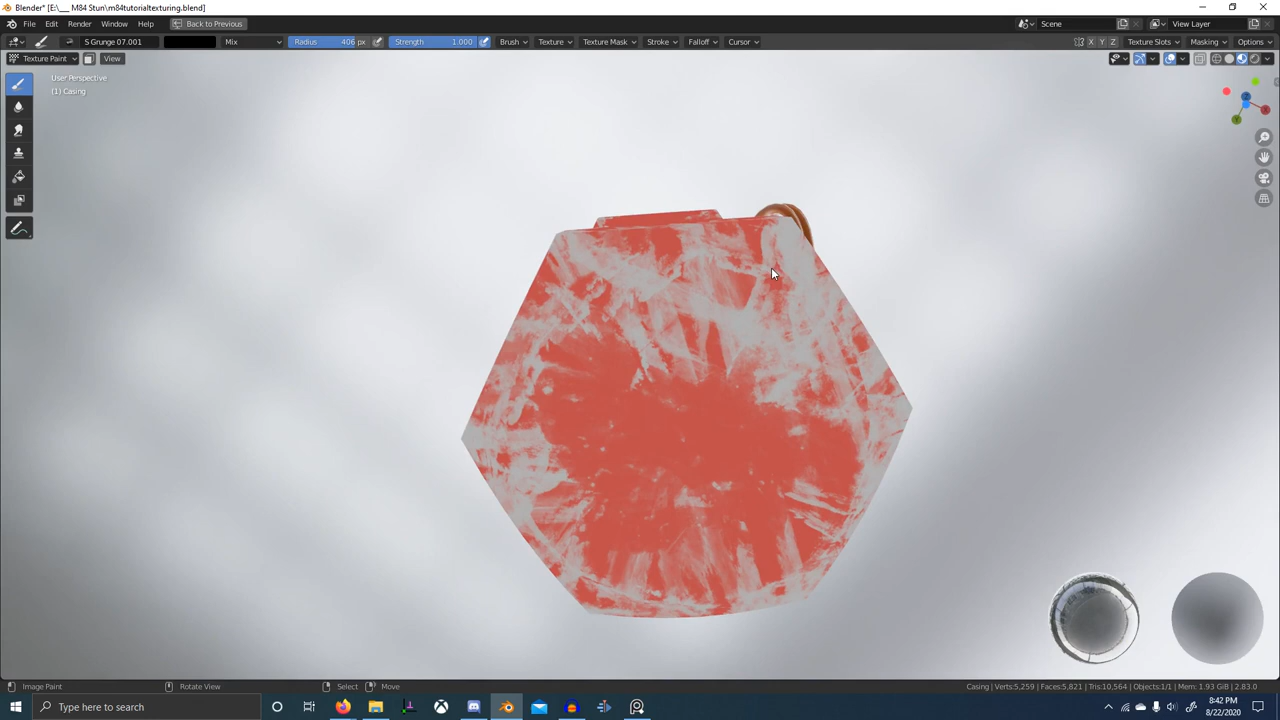 Blender* [E:\___ M84 Stun\m84tutorialtexturing.blend]
File Edit Render Window Help Back to Previous Scene View Layer
S Grunge 07.001 Mix Radius 406 px Strength 1.000 Brush Texture Texture Mask Stroke Falloff Cursor X Y Z Texture Slots Masking Options
Texture Paint View
User Perspective
(1) Casing
Z
X
Y
Image Paint Rotate View Select Move Casing | Verts:5,259 | Faces:5,821 | Tris:10,564 | Objects:1/1 | Mem: 1.93 GiB | 2.83.0
Type here to search
8:42 PM
8/22/2020